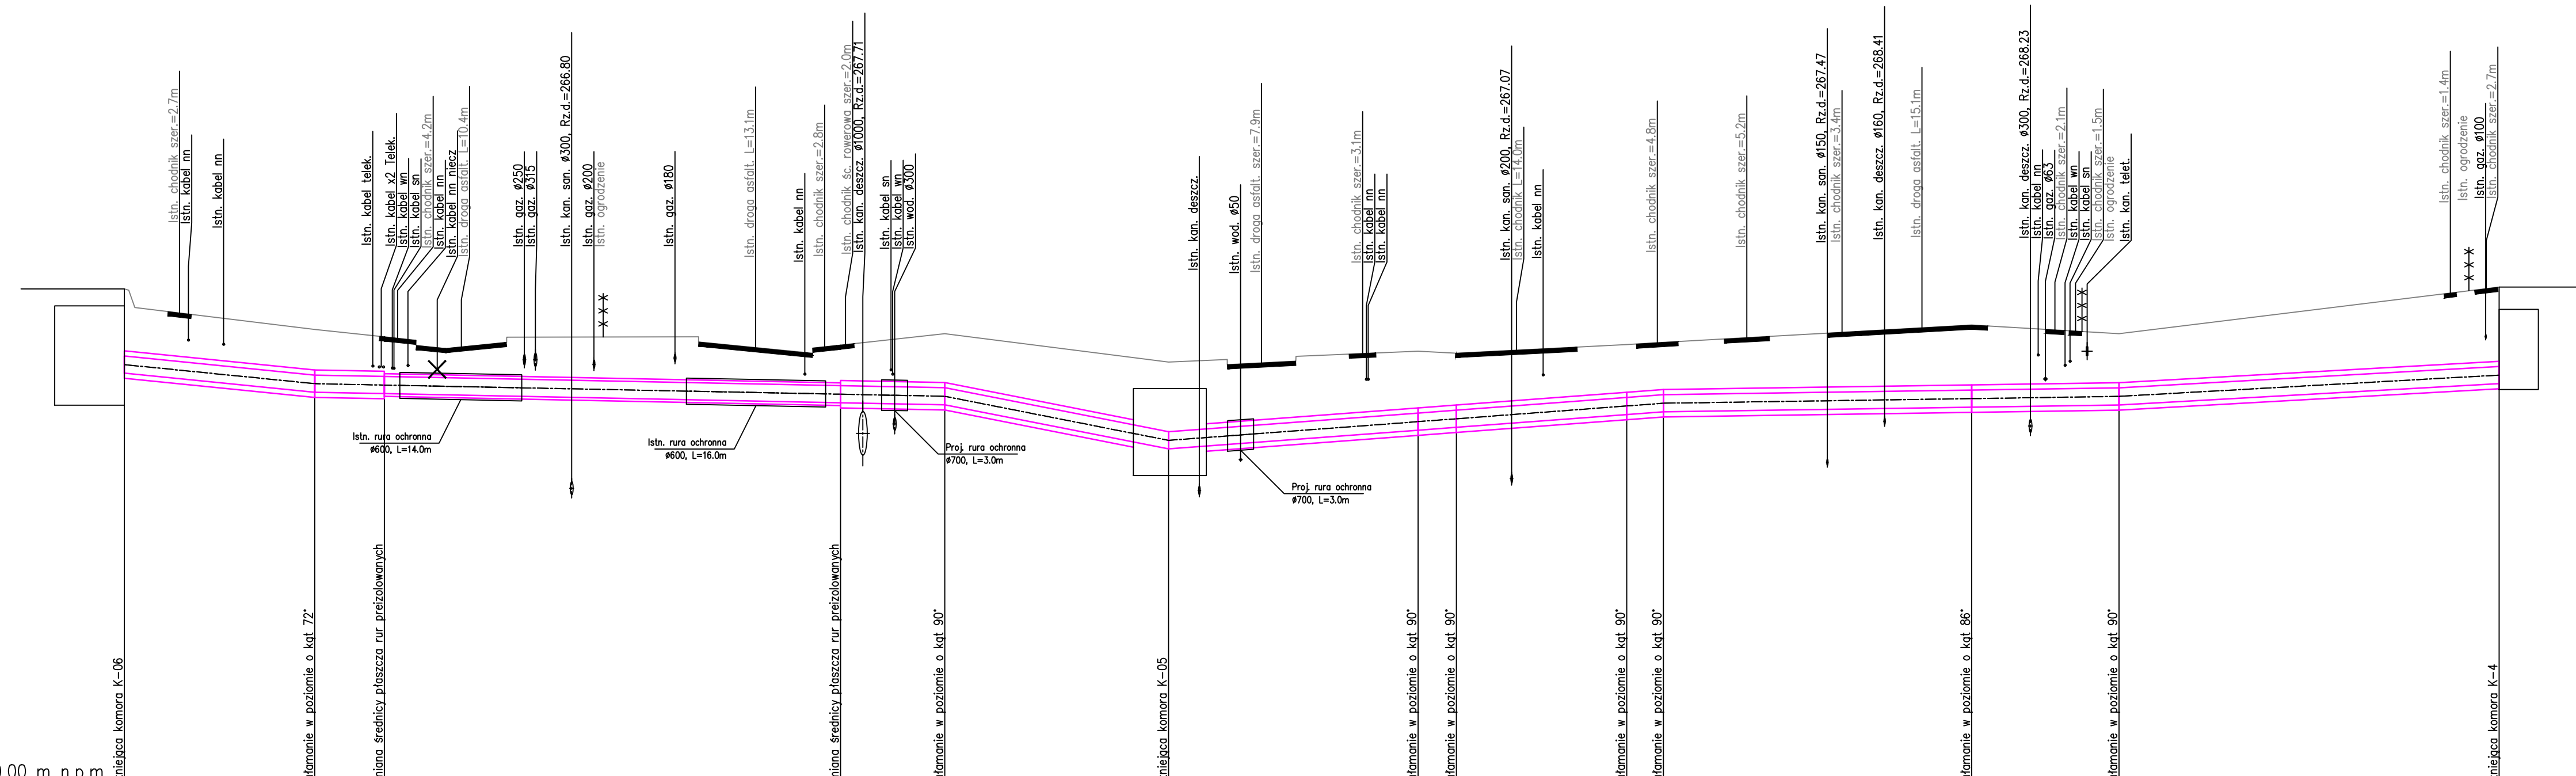 Istn. chodnik szer.=2.7m
Istn. kabel nn
Istn. kabel nn
Istn. kabel telek.
Istn. kabel x2 Telek.
Istn. kabel wn
Istn. kabel sn
Istn. chodnik szer.=4.2m
Istn. kabel nn
Istn. kabel nn niecz
Istn. droga asfalt. L=10.4m
Istn. gaz. ø250
Istn. gaz. ø315
Istn. kan. san. ø300, Rz.d.=266.80
Istn. gaz. ø200
Istn. ogrodzenie
Istn. gaz. ø180
Istn. droga asfalt. L=13.1m
Istn. kabel nn
Istn. chodnik szer.=2.8m
Istn. chodnik śc. rowerowa szer.=2.0m
Istn. kan. deszcz. ø1000, Rz.d.=267.71
Istn. kabel sn
Istn. kabel wn
Istn. wod. ø300
Istn. kan. deszcz.
Istn. wod. ø50
Istn. droga asfalt. szer.=7.9m
Istn. chodnik szer.=3.1m
Istn. kabel nn
Istn. kabel nn
Istn. kan. san. ø200, Rz.d.=267.07
Istn. chodnik L=14.0m
Istn. kabel nn
Istn. chodnik szer.=4.8m
Istn. chodnik szer.=5.2m
Istn. kan. san. ø150, Rz.d.=267.47
Istn. chodnik szer.=3.4m
Istn. kan. deszcz. ø160, Rz.d.=268.41
Istn. droga asfalt. L=15.1m
Istn. kan. deszcz. ø300, Rz.d.=268.23
Istn. kabel nn
Istn. gaz. ø63
Istn. chodnik szer.=2.1m
Istn. kabel wn
Istn. kabel sn
Istn. chodnik szer.=1.5m
Istn. ogrodzenie
Istn. kan. telet.
Istn. chodnik szer.=1.4m
Istn. ogrodzenie
Istn. gaz. ø100
Istn. chodnik szer.=2.7m
Istn. rura ochronna
ø600, L=14.0m
Istn. rura ochronna
ø600, L=16.0m
Proj. rura ochronna
ø700, L=3.0m
Proj. rura ochronna
ø700, L=3.0m
niejąca komora K-06
łamanie w poziomie o kąt 72°
miana średnicy płaszcza rur preizolowanych
miana średnicy płaszcza rur preizolowanych
łamanie w poziomie o kąt 90°
niejąca komora K-05
łamanie w poziomie o kąt 90°
łamanie w poziomie o kąt 90°
łamanie w poziomie o kąt 90°
łamanie w poziomie o kąt 90°
łamanie w poziomie o kąt 86°
łamanie w poziomie o kąt 90°
niejąca komora K-4
0.00 m n.p.m.